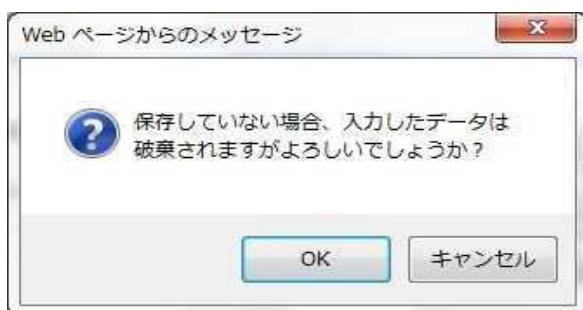 Web ページからのメッセージ
保存していない場合、入力したデータは
破棄されますがよろしいでしょうか？
OK
キャンセル